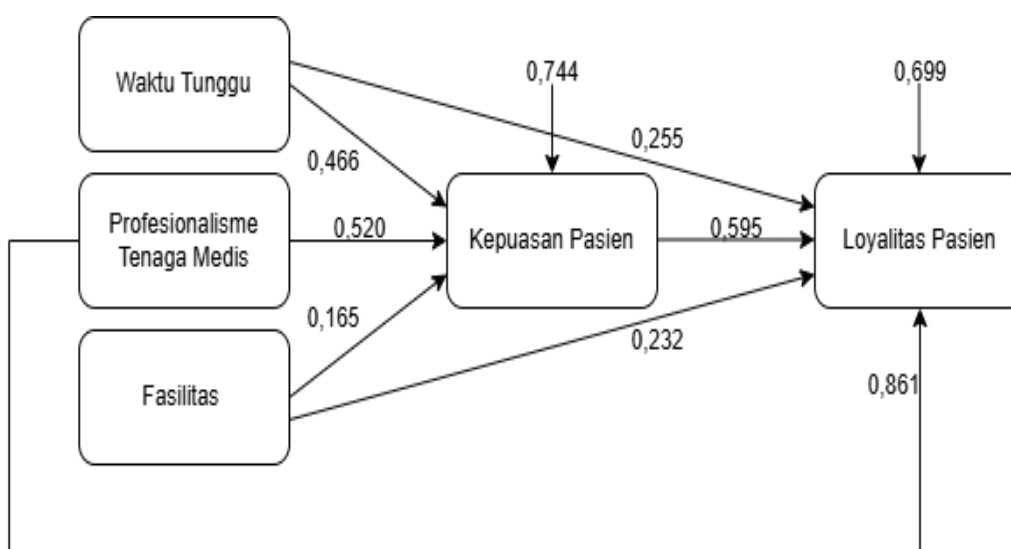 Waktu Tunggu
0,744
0,699
0,255
0,466
Profesionalisme
Tenaga Medis
0,520
Kepuasan Pasien
0,595
Loyalitas Pasien
0,165
0,232
Fasilitas
0,861